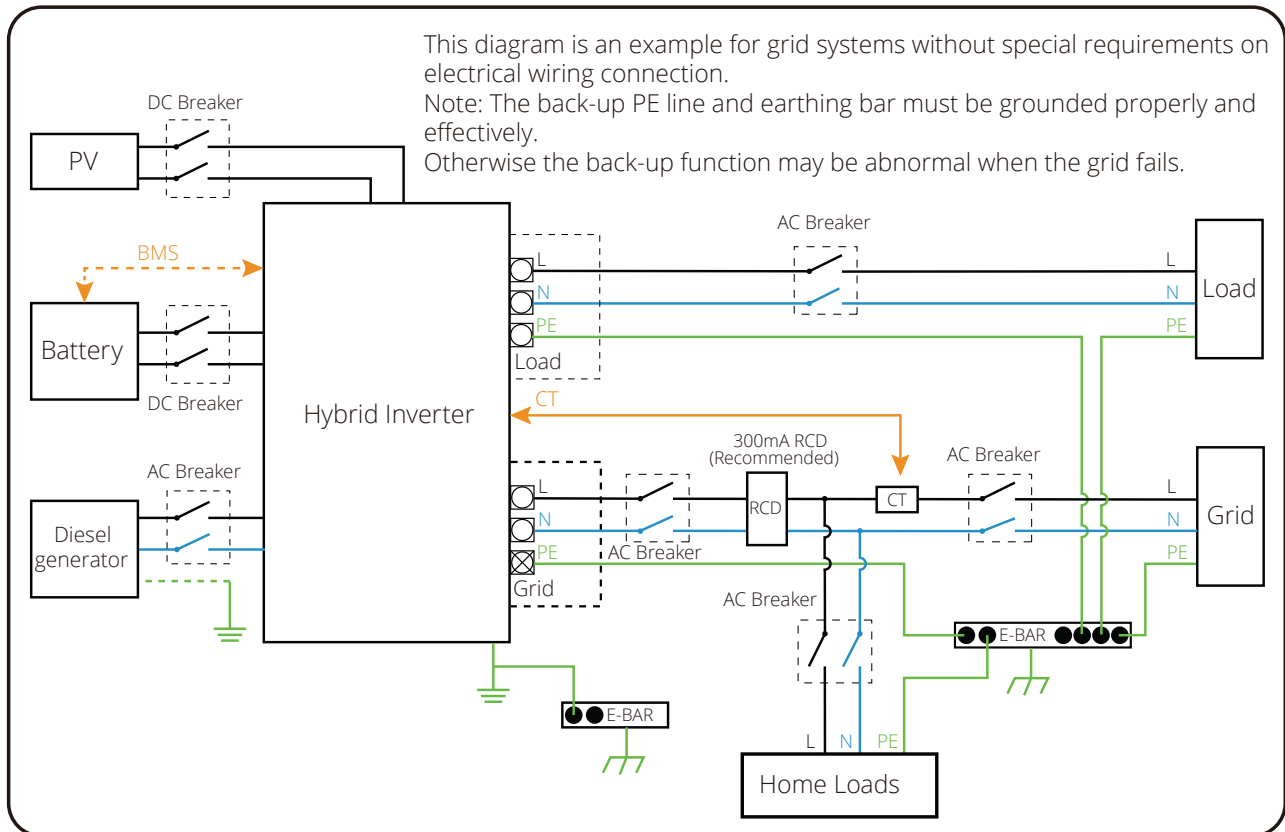 This diagram is an example for grid systems without special requirements on
electrical wiring connection.
Note: The back-up PE line and earthing bar must be grounded properly and
effectively.
Otherwise the back-up function may be abnormal when the grid fails.
DC Breaker
PV
BMS
Battery
DC Breaker
AC Breaker
Diesel
generator
Hybrid Inverter
L
N
PE
Load
AC Breaker
L
N
PE
Load
CT
300mA RCD
(Recommended)
AC Breaker
L
N
PE
Grid
AC Breaker
RCD
CT
L
N
PE
Grid
AC Breaker
E-BAR
E-BAR
L
N
PE
Home Loads